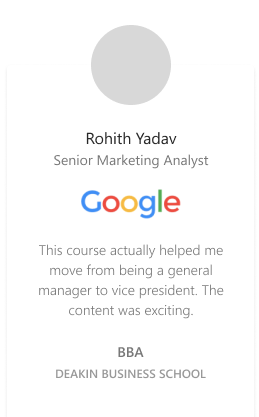 Rohith Yadav
Senior Marketing Analyst
Google
This course actually helped me
move from being a general
manager to vice president. The
content was exciting.
BBA
DEAKIN BUSINESS SCHOOL